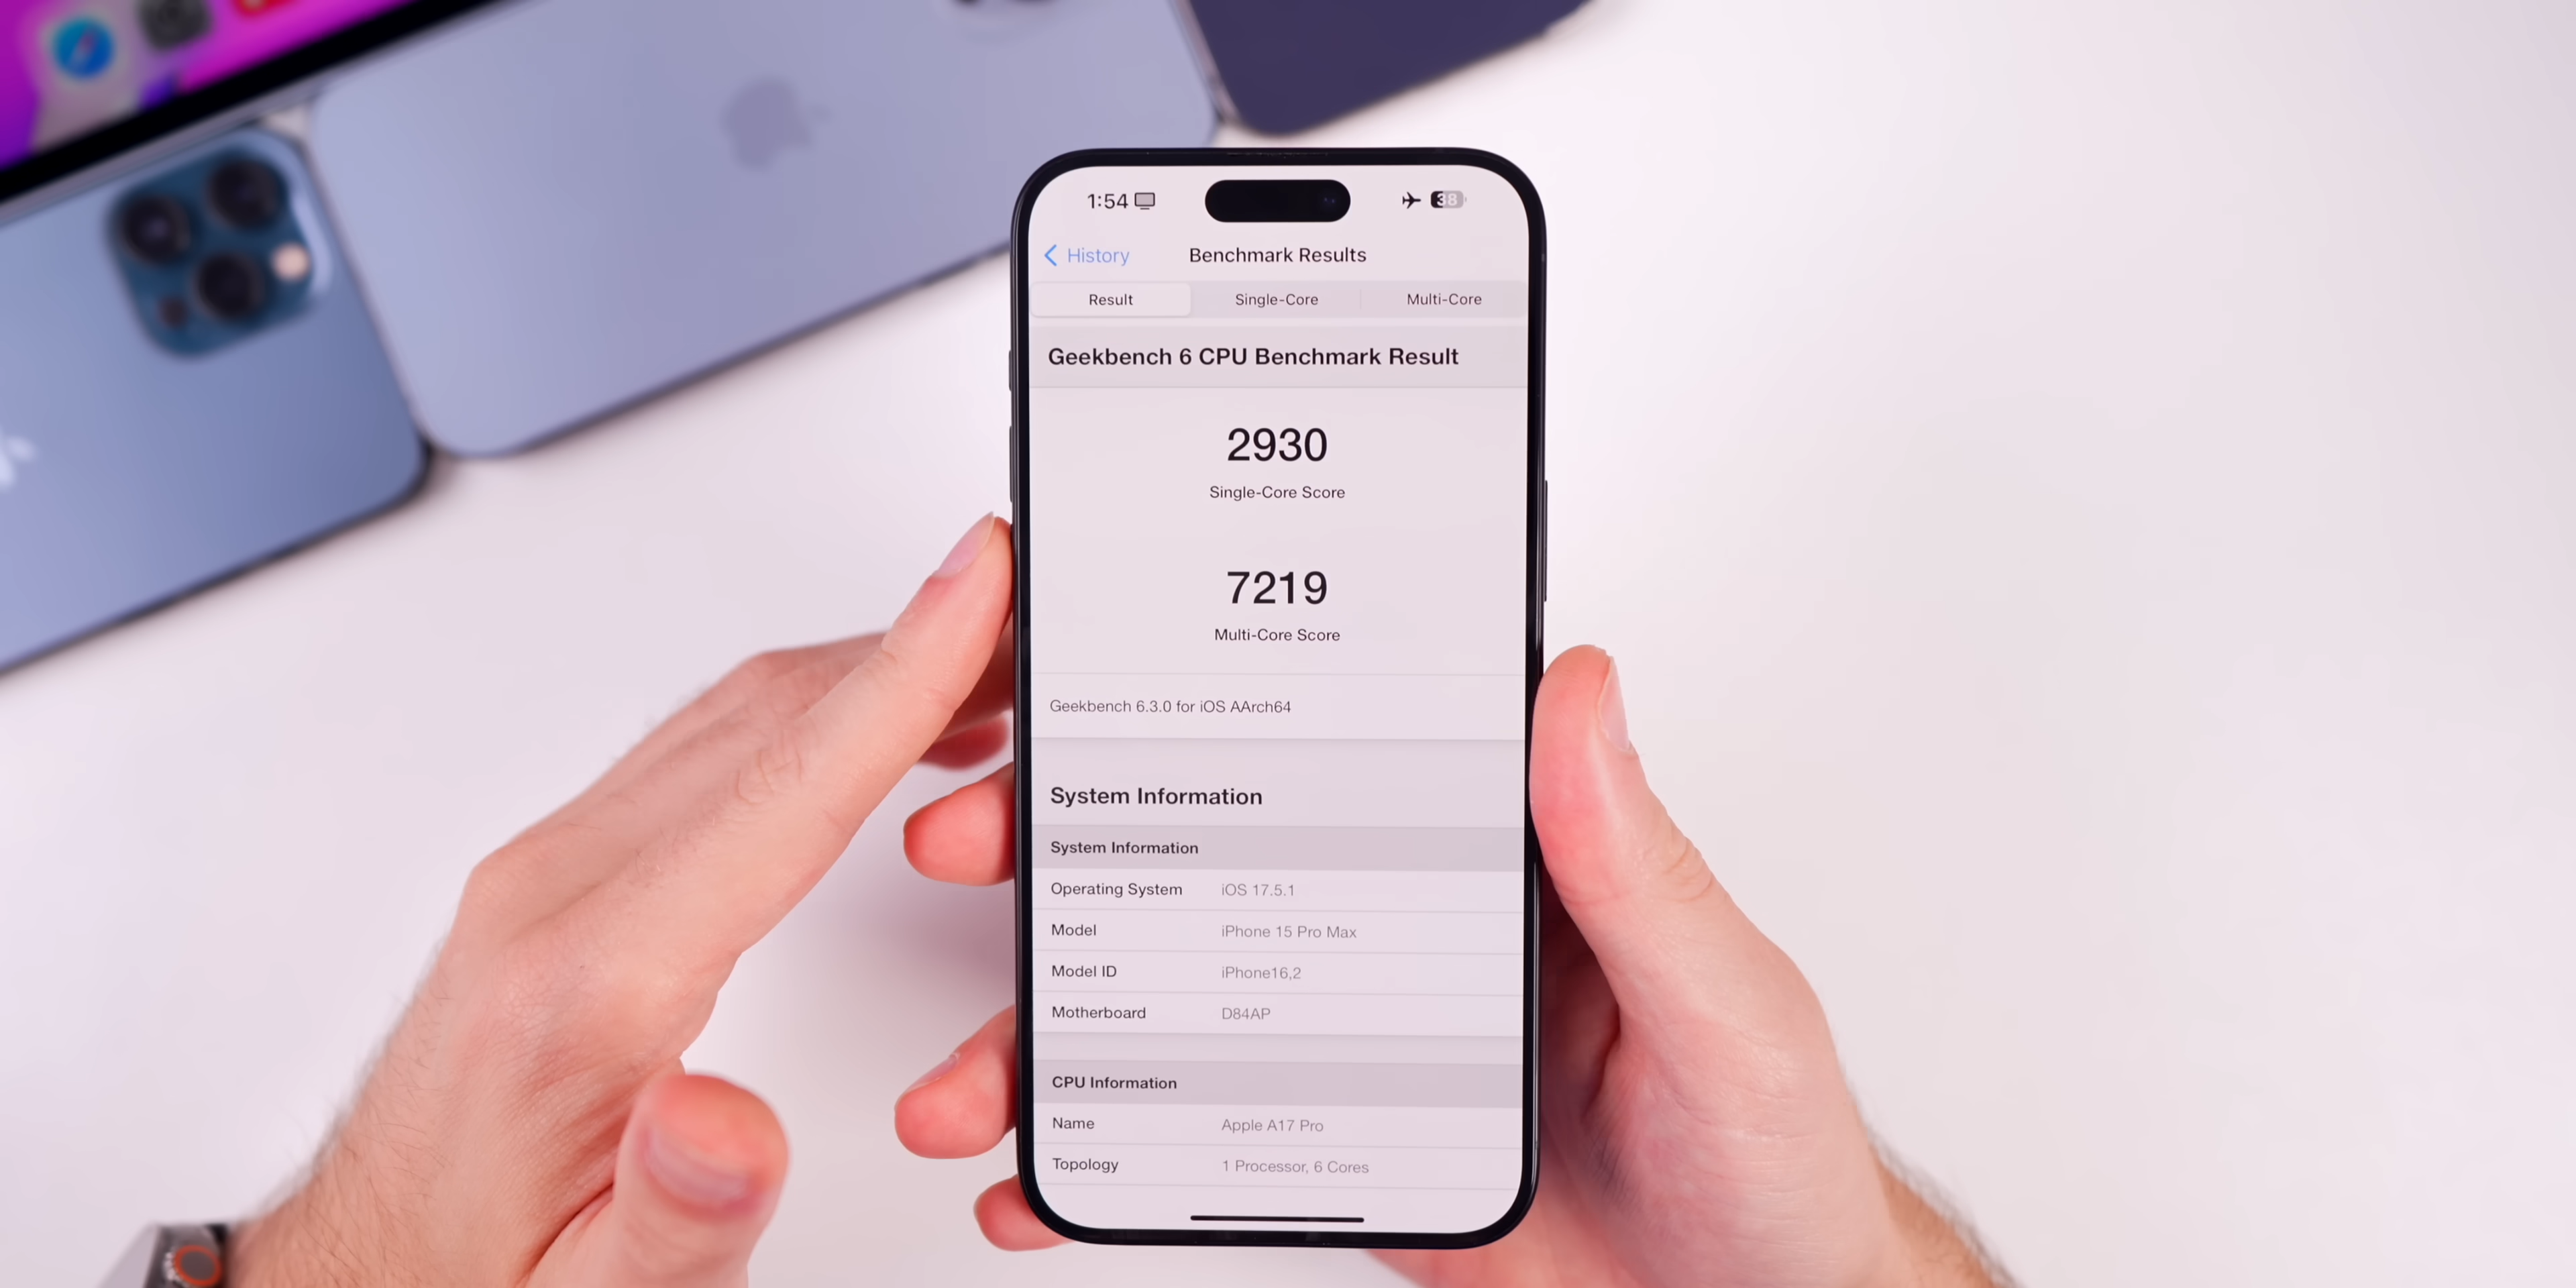 1:54
38
History
Benchmark Results
Result
Single-Core
Multi-Core
Geekbench 6 CPU Benchmark Result
2930
Single-Core Score
7219
Multi-Core Score
Geekbench 6.3.0 for iOS AArch64
System Information
System Information
Operating System iOS 17.5.1
Model iPhone 15 Pro Max
Model ID iPhone16,2
Motherboard D84AP
CPU Information
Name Apple A17 Pro
Topology 1 Processor, 6 Cores